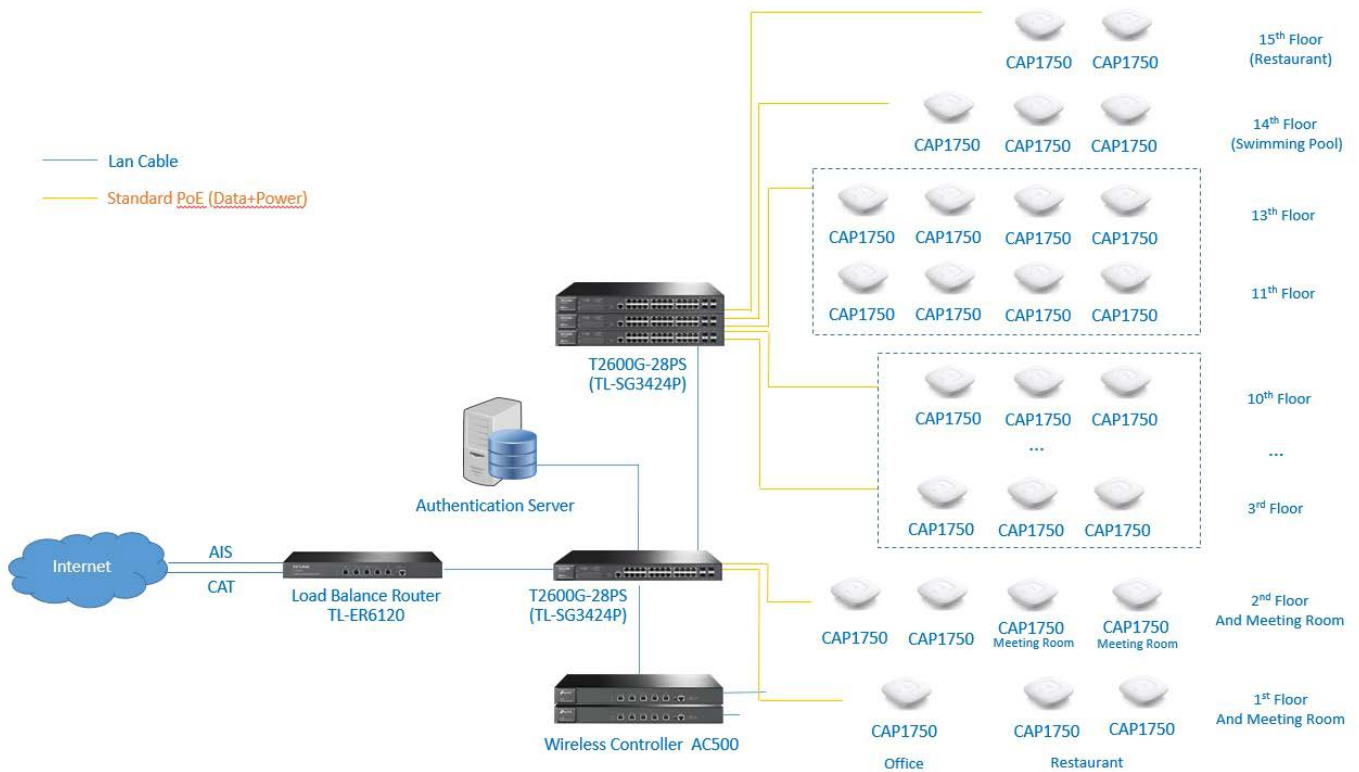 CAP1750 CAP1750
15th Floor
(Restaurant)
CAP1750 CAP1750 CAP1750
14th Floor
(Swimming Pool)
Lan Cable
Standard PoE (Data+Power)
CAP1750 CAP1750 CAP1750 CAP1750
13th Floor
CAP1750 CAP1750 CAP1750 CAP1750
11th Floor
T2600G-28PS
(TL-SG3424P)
CAP1750 CAP1750 CAP1750
10th Floor
...
...
Authentication Server
CAP1750 CAP1750 CAP1750
3rd Floor
Internet
AIS
CAT
Load Balance Router
TL-ER6120
T2600G-28PS
(TL-SG3424P)
CAP1750 CAP1750 CAP1750 CAP1750
Meeting Room Meeting Room
2nd Floor
And Meeting Room
Wireless Controller AC500
CAP1750 CAP1750 CAP1750
Office Restaurant
1st Floor
And Meeting Room